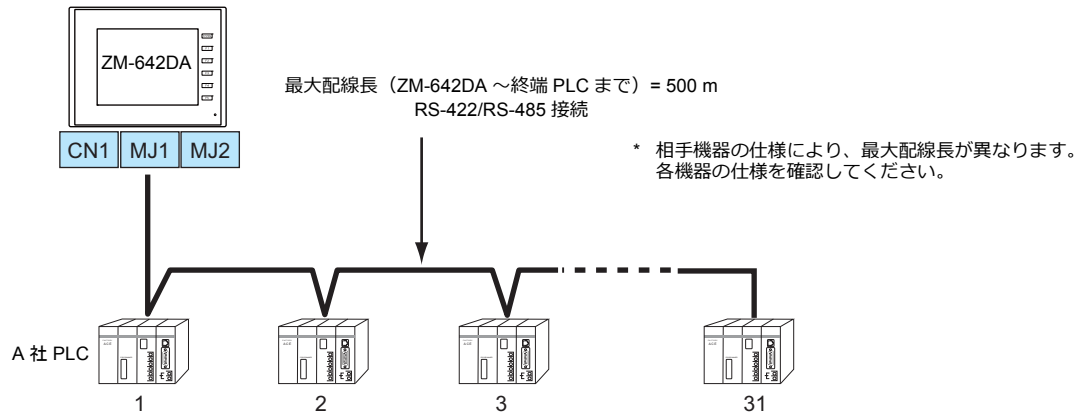 ZM-642DA
最大配線長（ZM-642DA ～終端 PLC まで）= 500 m
RS-422/RS-485 接続
CN1 MJ1 MJ2
* 相手機器の仕様により、最大配線長が異なります。
各機器の仕様を確認してください。
A 社 PLC
1 2 3 31